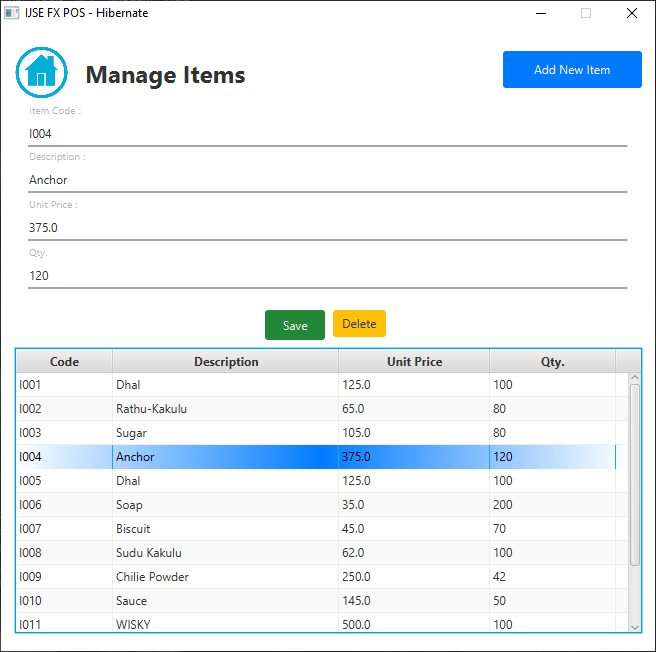 IJSE FX POS - Hibernate
Manage Items
Add New Item
Item Code :
I004
Description :
Anchor
Unit Price :
375.0
Qty.
120
Save Delete
Code Description Unit Price Qty.
I001 Dhal 125.0 100
I002 Rathu-Kakulu 65.0 80
I003 Sugar 105.0 80
I004 Anchor 375.0 120
I005 Dhal 125.0 100
I006 Soap 35.0 200
I007 Biscuit 45.0 70
I008 Sudu Kakulu 62.0 100
I009 Chilie Powder 250.0 42
I010 Sauce 145.0 50
I011 WISKY 500.0 100